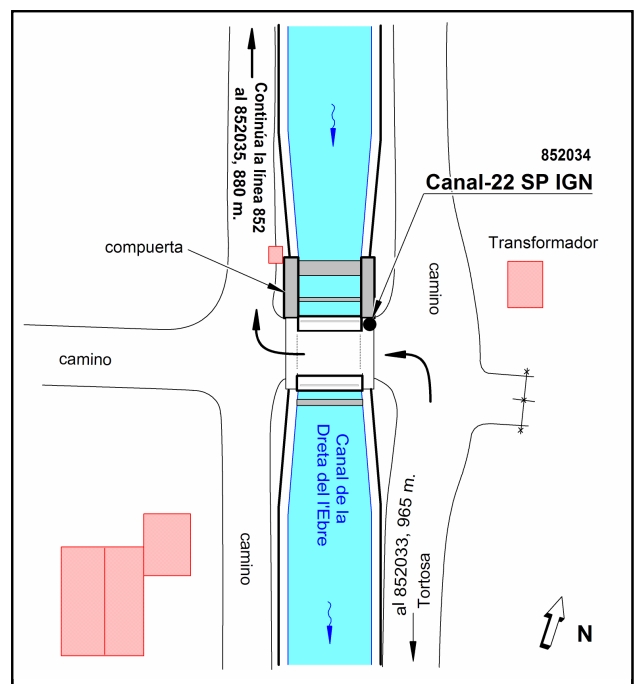 Continúa la línea 852
al 852035, 880 m.
852034
Canal-22 SP IGN
compuerta
Transformador
camino
camino
Canal de la
Dreta del l'Ebre
camino
al 852033, 965 m.
Tortosa
N